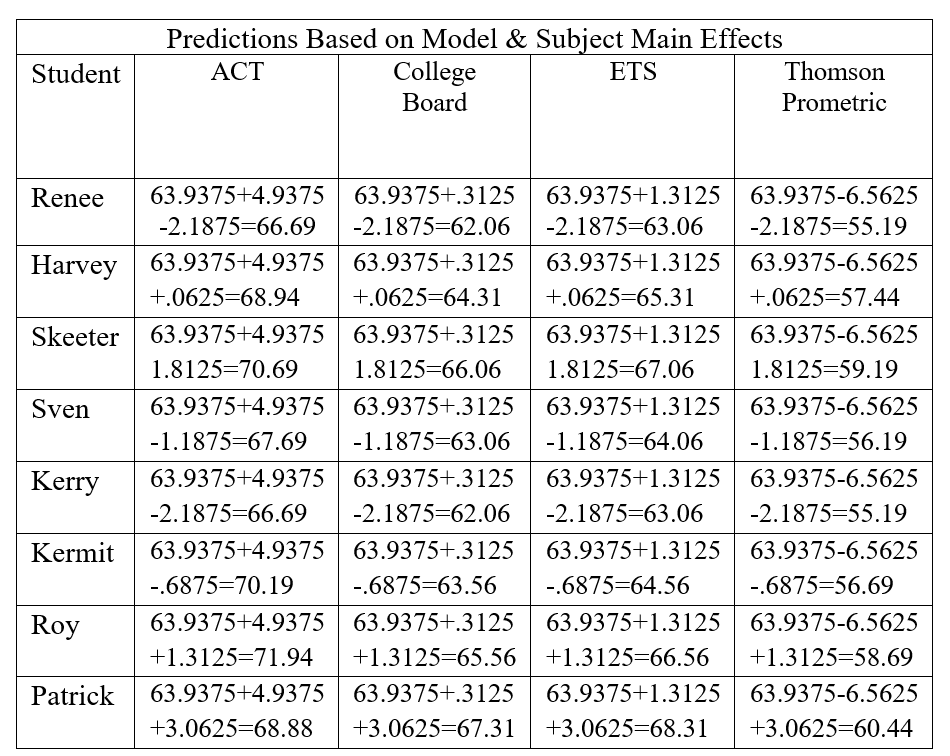 Predictions Based on Model & Subject Main Effects
Student ACT College Board ETS Thomson Prometric
Renee 63.9375+4.9375 63.9375+.3125 63.9375+1.3125 63.9375-6.5625
-2.1875=66.69 -2.1875=62.06 -2.1875=63.06 -2.1875=55.19
Harvey 63.9375+4.9375 63.9375+.3125 63.9375+1.3125 63.9375-6.5625
+.0625=68.94 +.0625=64.31 +.0625=65.31 +.0625=57.44
Skeeter 63.9375+4.9375 63.9375+.3125 63.9375+1.3125 63.9375-6.5625
1.8125=70.69 1.8125=66.06 1.8125=67.06 1.8125=59.19
Sven 63.9375+4.9375 63.9375+.3125 63.9375+1.3125 63.9375-6.5625
-1.1875=67.69 -1.1875=63.06 -1.1875=64.06 -1.1875=56.19
Kerry 63.9375+4.9375 63.9375+.3125 63.9375+1.3125 63.9375-6.5625
-2.1875=66.69 -2.1875=62.06 -2.1875=63.06 -2.1875=55.19
Kermit 63.9375+4.9375 63.9375+.3125 63.9375+1.3125 63.9375-6.5625
-.6875=70.19 -.6875=63.56 -.6875=64.56 -.6875=56.69
Roy 63.9375+4.9375 63.9375+.3125 63.9375+1.3125 63.9375-6.5625
+1.3125=71.94 +1.3125=65.56 +1.3125=66.56 +1.3125=58.69
Patrick 63.9375+4.9375 63.9375+.3125 63.9375+1.3125 63.9375-6.5625
+3.0625=68.88 +3.0625=67.31 +3.0625=68.31 +3.0625=60.44